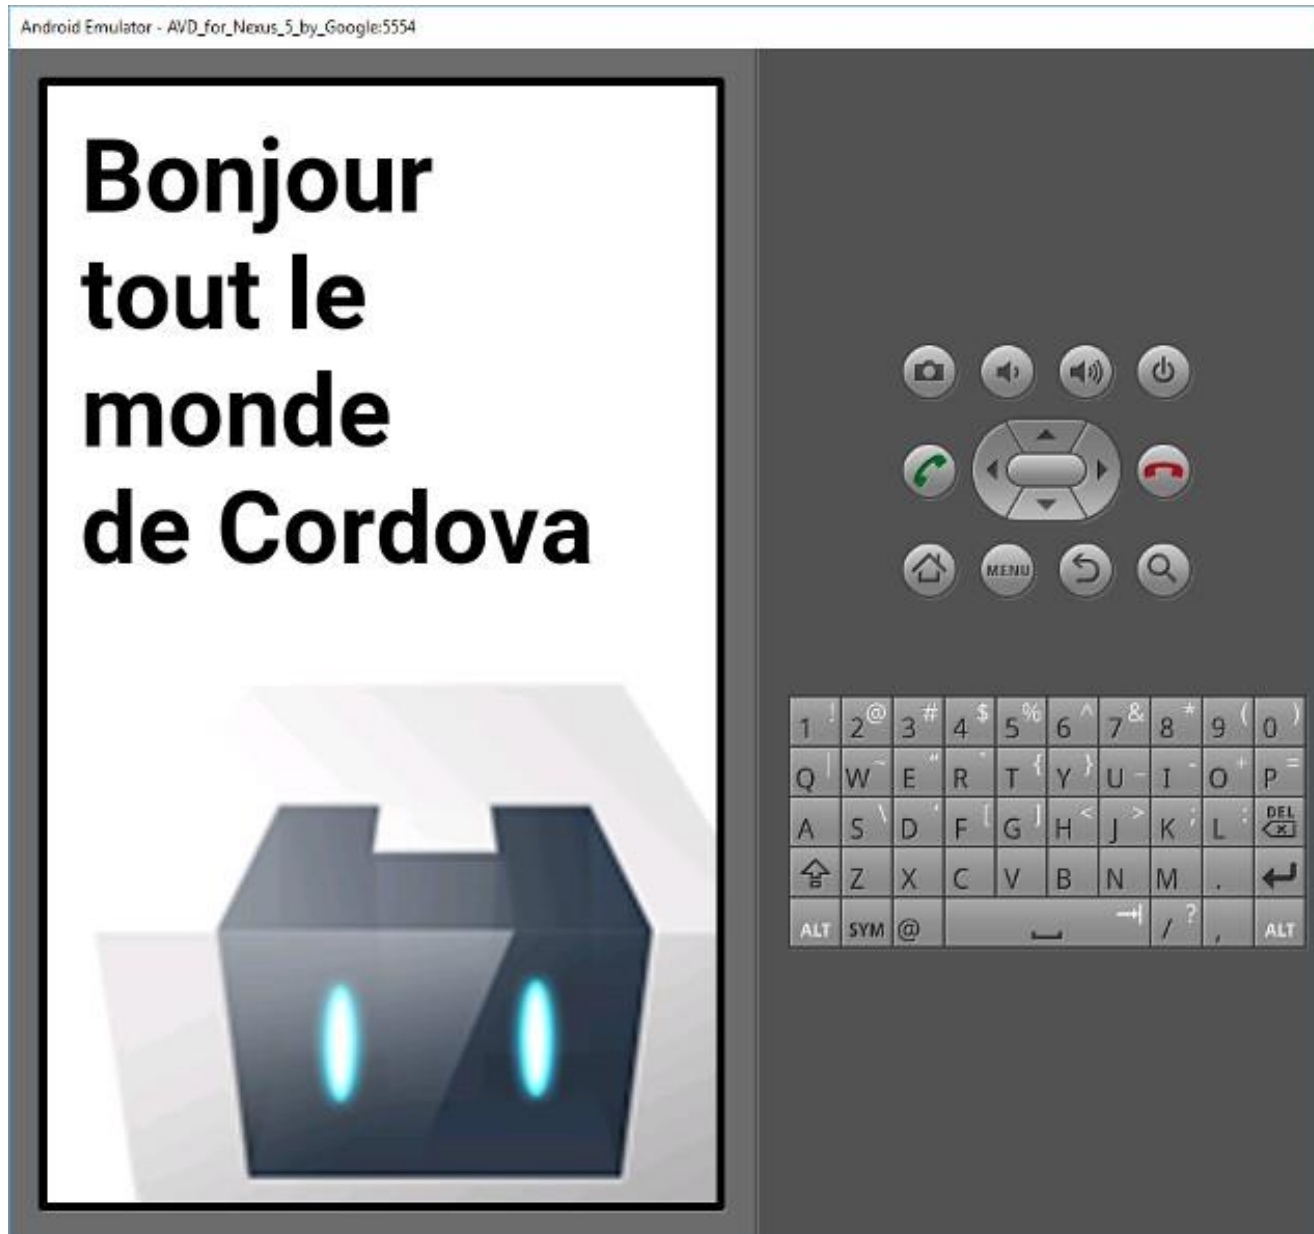 Android Emulator - AVD_for_Nexus_5_by_Google:5554
Bonjour
tout le
monde
de Cordova
MENU
1 ! 2 @ 3 # 4 $ 5 % 6 ^ 7 & 8 * 9 ( 0 )
Q | W ~ E " R ` T { Y } U _ I - O + P =
A S \ D ' F [ G ] H < J > K ; L : DEL
Z X C V B N M .
ALT SYM @ / ? , ALT